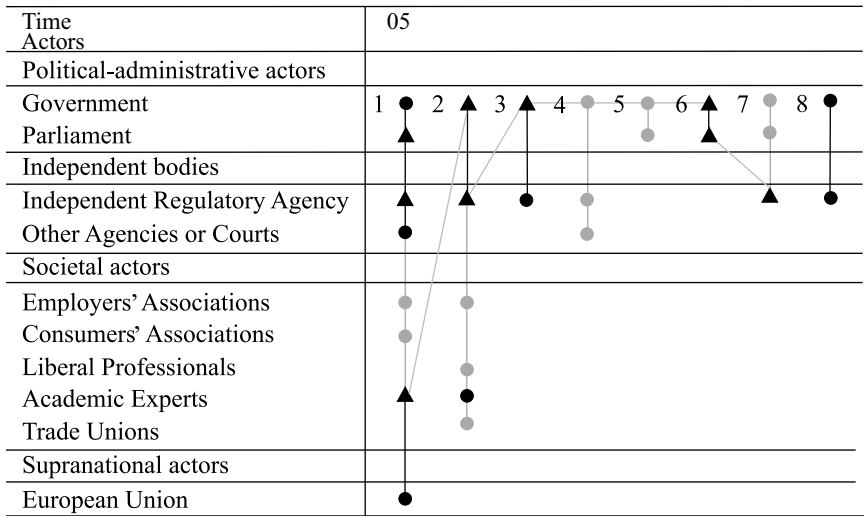 Time 05
Actors
Political-administrative actors
Government 1 2 3 4 5 6 7 8
Parliament
Independent bodies
Independent Regulatory Agency
Other Agencies or Courts
Societal actors
Employers’ Associations
Consumers’ Associations
Liberal Professionals
Academic Experts
Trade Unions
Supranational actors
European Union